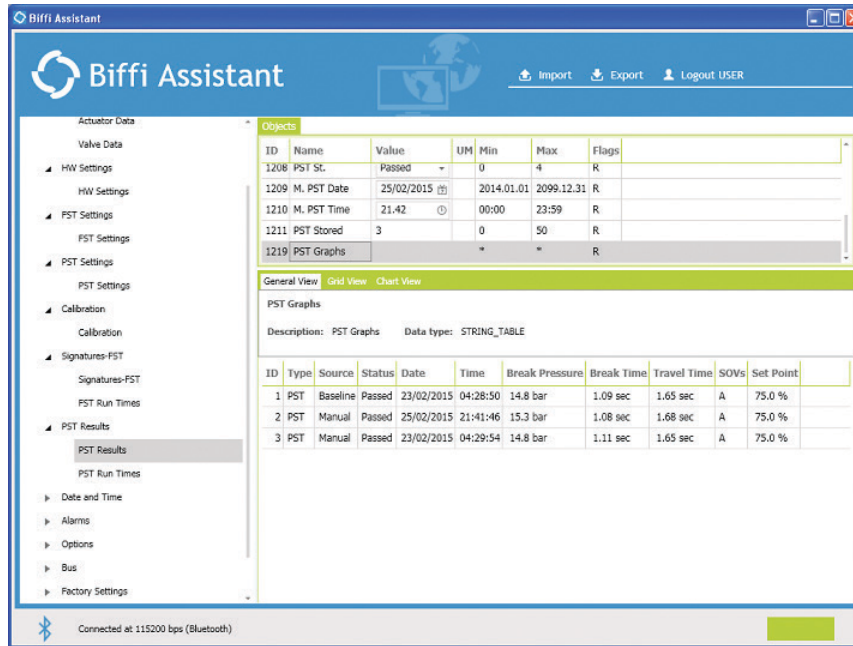 Biffi Assistant
Biffi Assistant
Import Export Logout USER
Actuator Data
Valve Data
HW Settings
HW Settings
FST Settings
FST Settings
PST Settings
PST Settings
Calibration
Calibration
Signatures-FST
Signatures-FST
FST Run Times
PST Results
PST Results
PST Run Times
Date and Time
Alarms
Options
Bus
Factory Settings
Objects
ID Name Value UM Min Max Flags
1208 PST St. Passed 0 4 R
1209 M. PST Date 25/02/2015 2014.01.01 2099.12.31 R
1210 M. PST Time 21.42 00:00 23:59 R
1211 PST Stored 3 0 50 R
1219 PST Graphs * * R
General View Grid View Chart View
PST Graphs
Description: PST Graphs Data type: STRING_TABLE
ID Type Source Status Date Time Break Pressure Break Time Travel Time SOVs Set Point
1 PST Baseline Passed 23/02/2015 04:28:50 14.8 bar 1.09 sec 1.65 sec A 75.0 %
2 PST Manual Passed 25/02/2015 21:41:46 15.3 bar 1.08 sec 1.68 sec A 75.0 %
3 PST Manual Passed 23/02/2015 04:29:54 14.8 bar 1.11 sec 1.65 sec A 75.0 %
Connected at 115200 bps (Bluetooth)